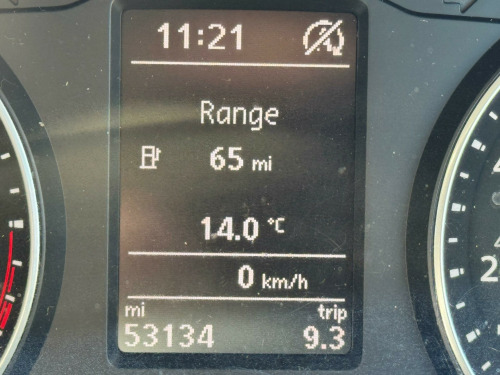 11:21
Range
65 mi
14.0 °C
0 km/h
mi trip
53134 9.3